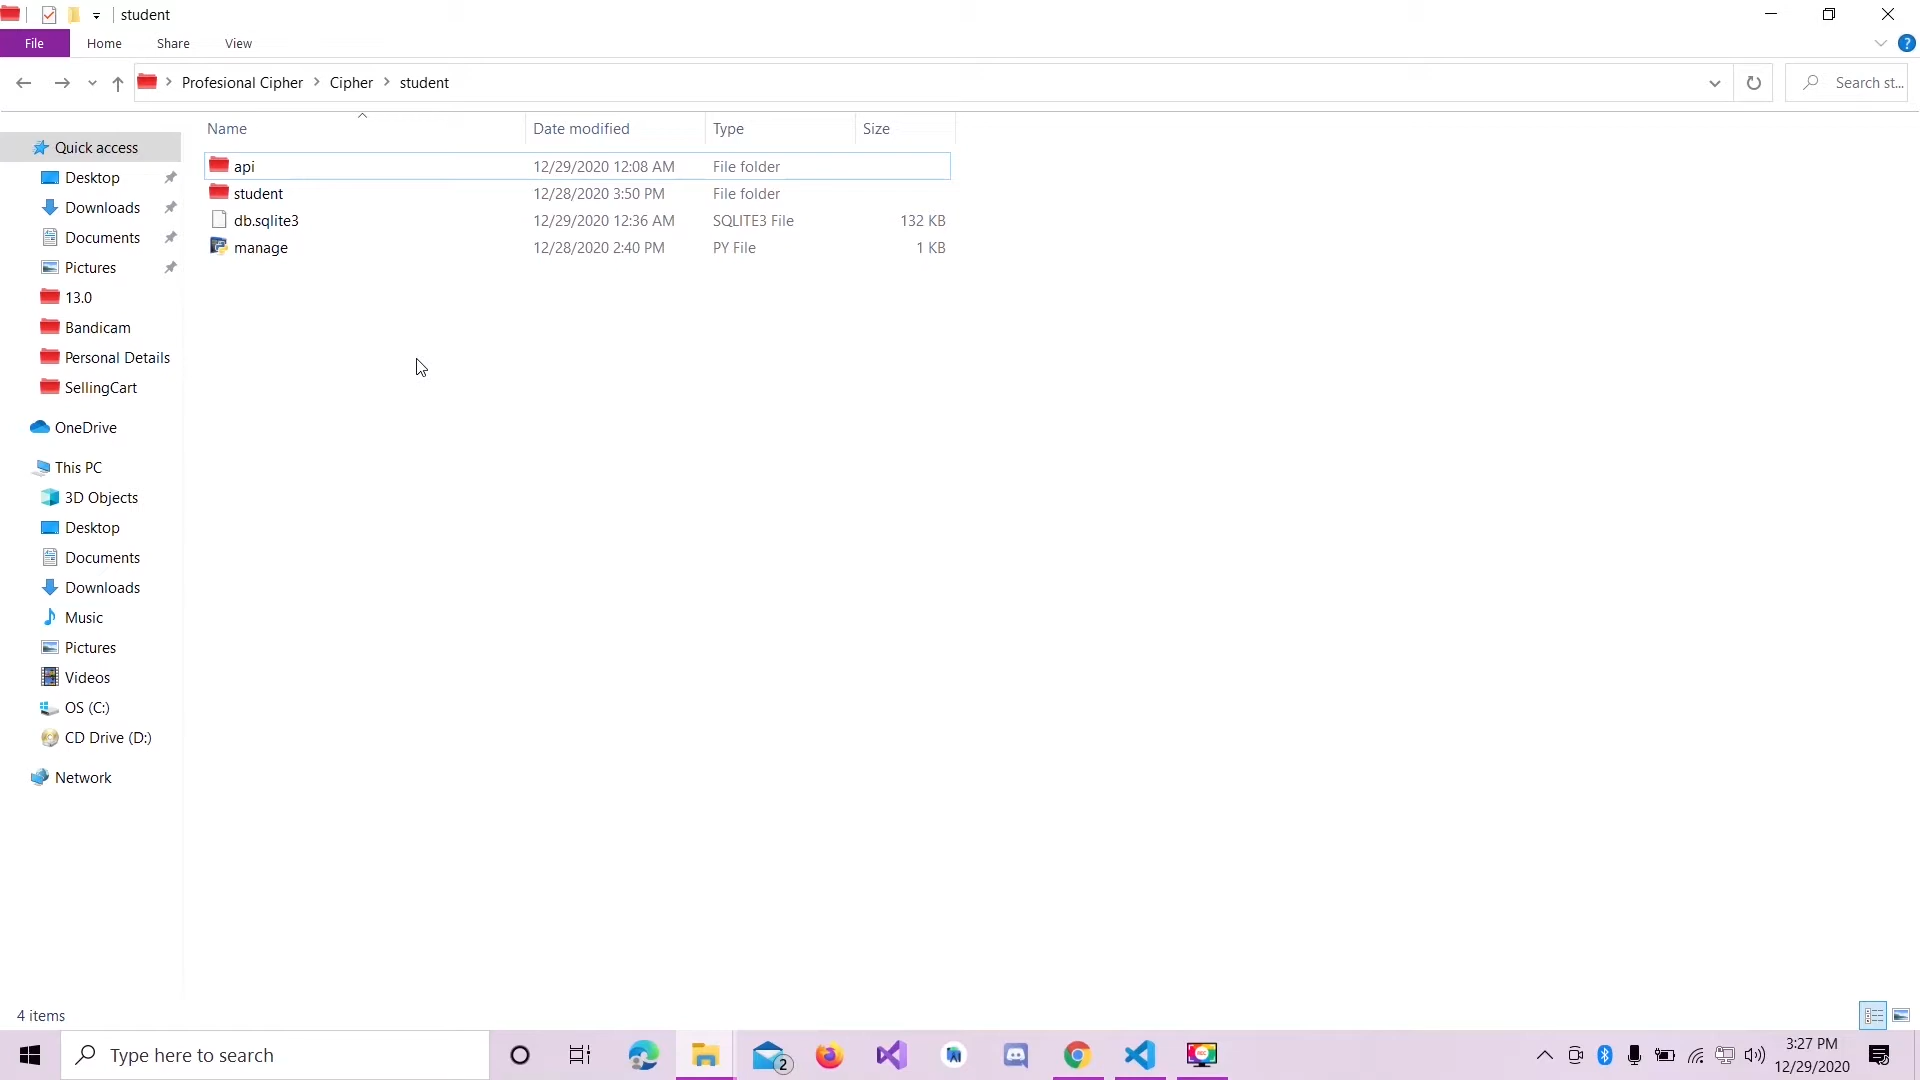 student
File Home Share View
Profesional Cipher Cipher student
Search st...
Name Date modified Type Size
api 12/29/2020 12:08 AM File folder
student 12/28/2020 3:50 PM File folder
db.sqlite3 12/29/2020 12:36 AM SQLITE3 File 132 KB
manage 12/28/2020 2:40 PM PY File 1 KB
Quick access
Desktop
Downloads
Documents
Pictures
13.0
Bandicam
Personal Details
SellingCart
OneDrive
This PC
3D Objects
Desktop
Documents
Downloads
Music
Pictures
Videos
OS (C:)
CD Drive (D:)
Network
4 items
Type here to search
2
3:27 PM
12/29/2020